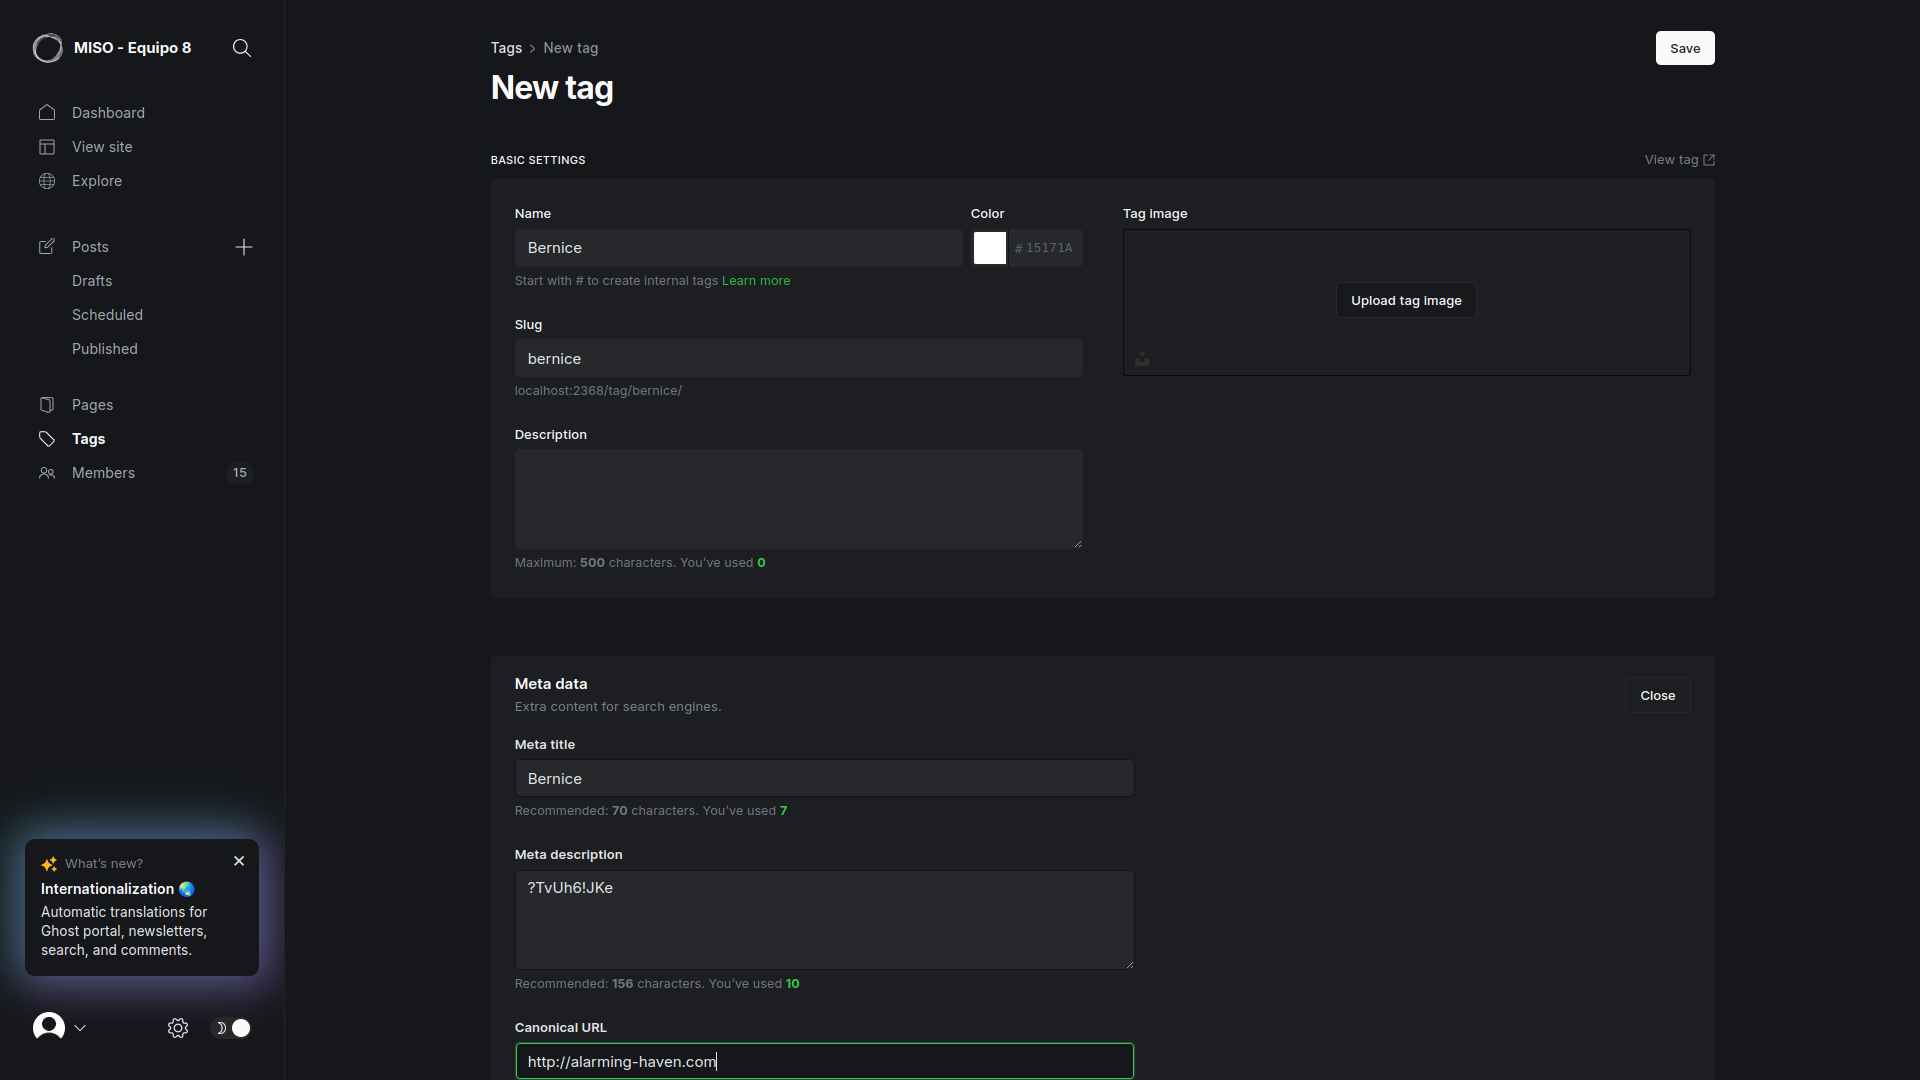 MISO - Equipo 8
Dashboard
View site
Explore
Posts
Drafts
Scheduled
Published
Pages
Tags
Members 15
What's new?
Internationalization
Automatic translations for
Ghost portal, newsletters,
search, and comments.
Tags New tag
Save
New tag
BASIC SETTINGS
View tag
Name
Bernice
Start with # to create internal tags Learn more
Color
# 15171A
Tag image
Upload tag image
Slug
bernice
localhost:2368/tag/bernice/
Description
Maximum: 500 characters. You've used 0
Meta data
Extra content for search engines.
Close
Meta title
Bernice
Recommended: 70 characters. You've used 7
Meta description
?TvUh6!JKe
Recommended: 156 characters. You've used 10
Canonical URL
http://alarming-haven.com